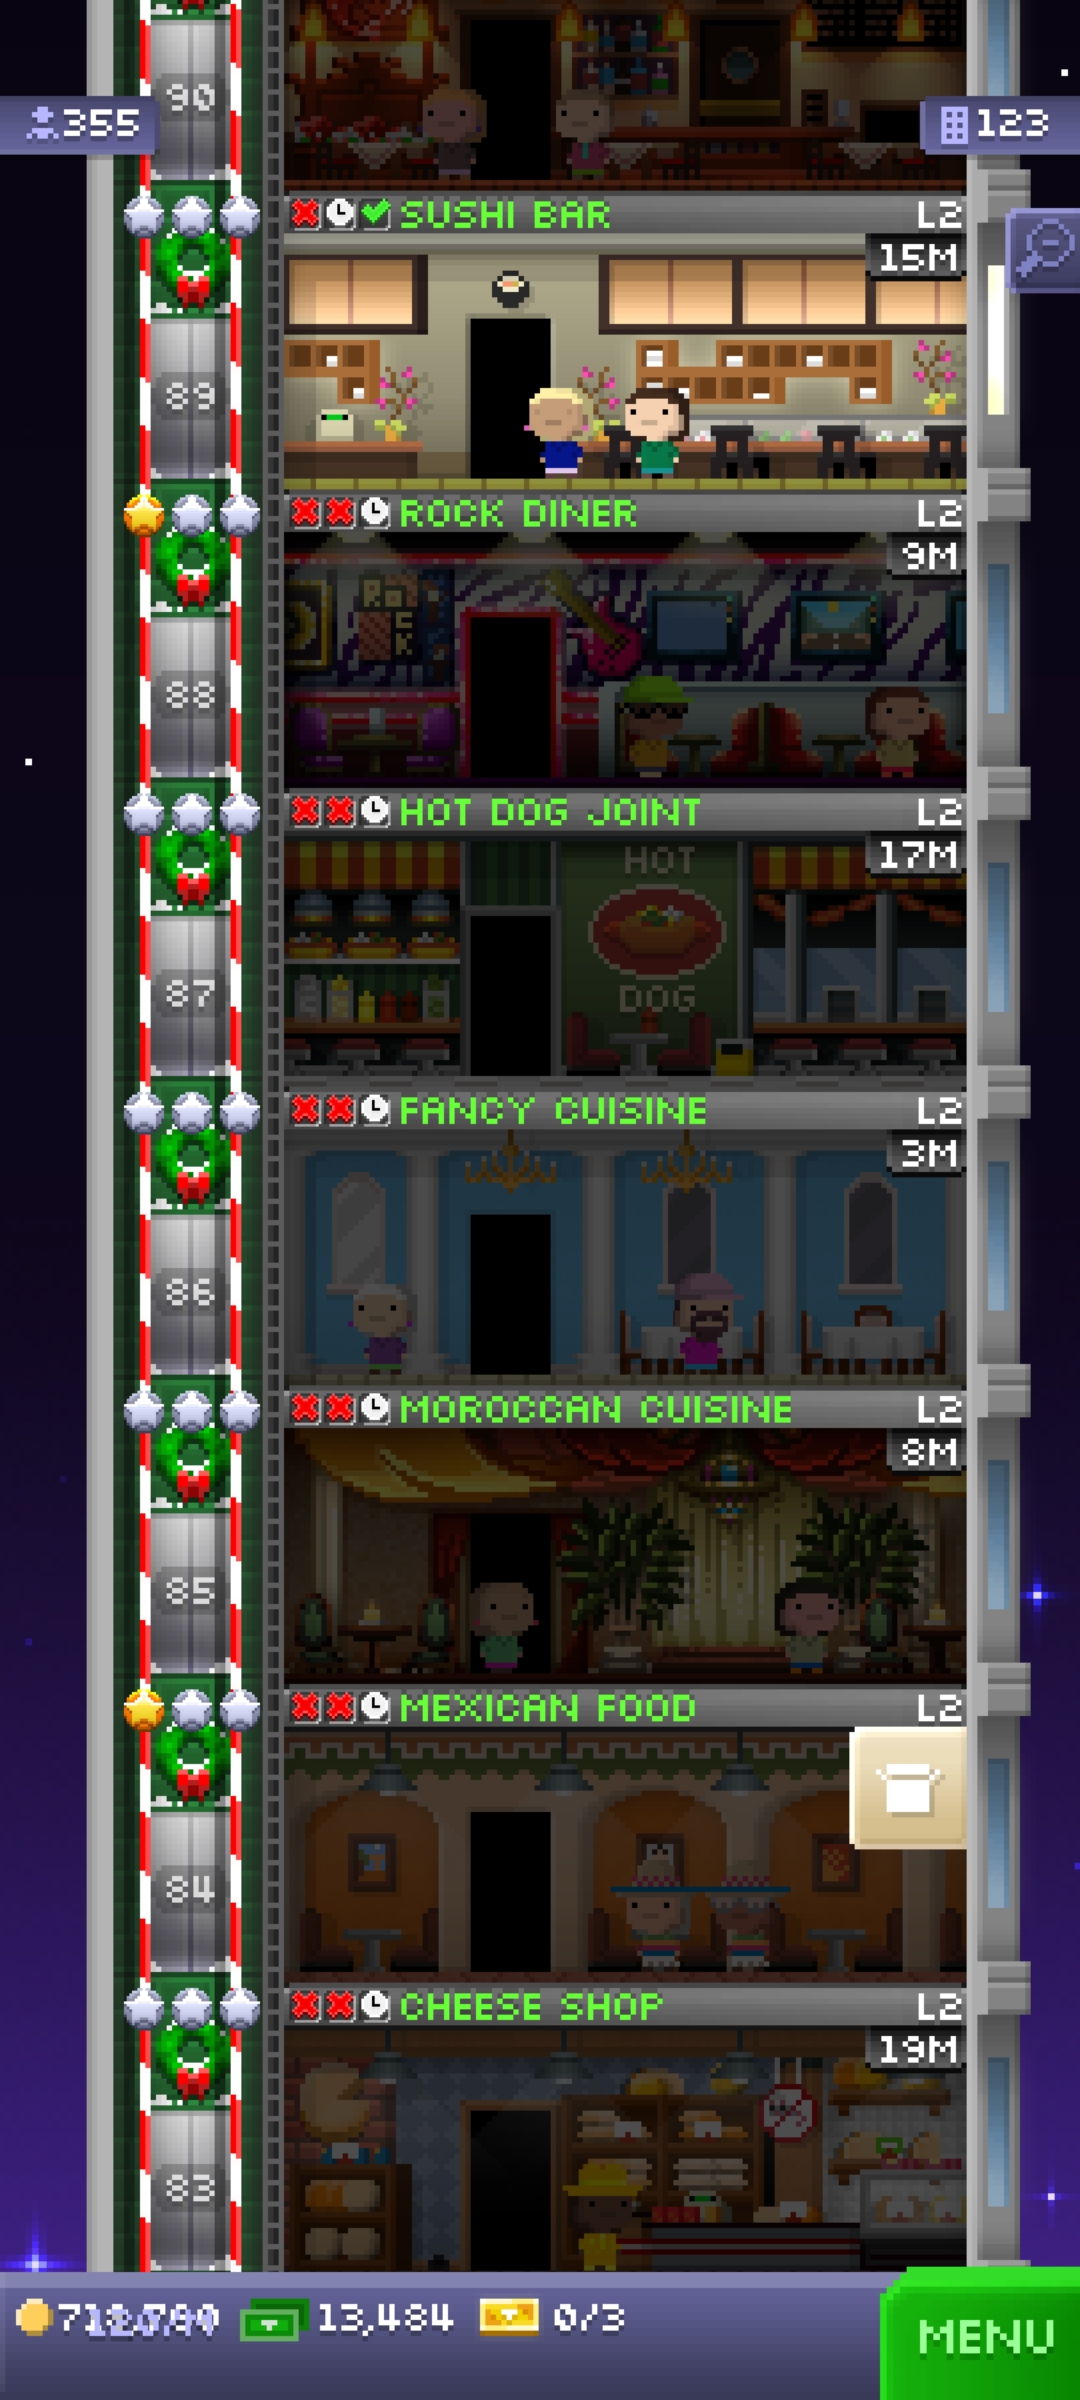 90
355
123
SUSHI BAR L2
15M
89
ROCK DINER L2
9M
ROCK
88
HOT DOG JOINT L2
17M
HOT
DOG
87
FANCY CUISINE L2
3M
86
MOROCCAN CUISINE L2
8M
85
MEXICAN FOOD L2
84
CHEESE SHOP L2
19M
83
13,484 0/3
MENU